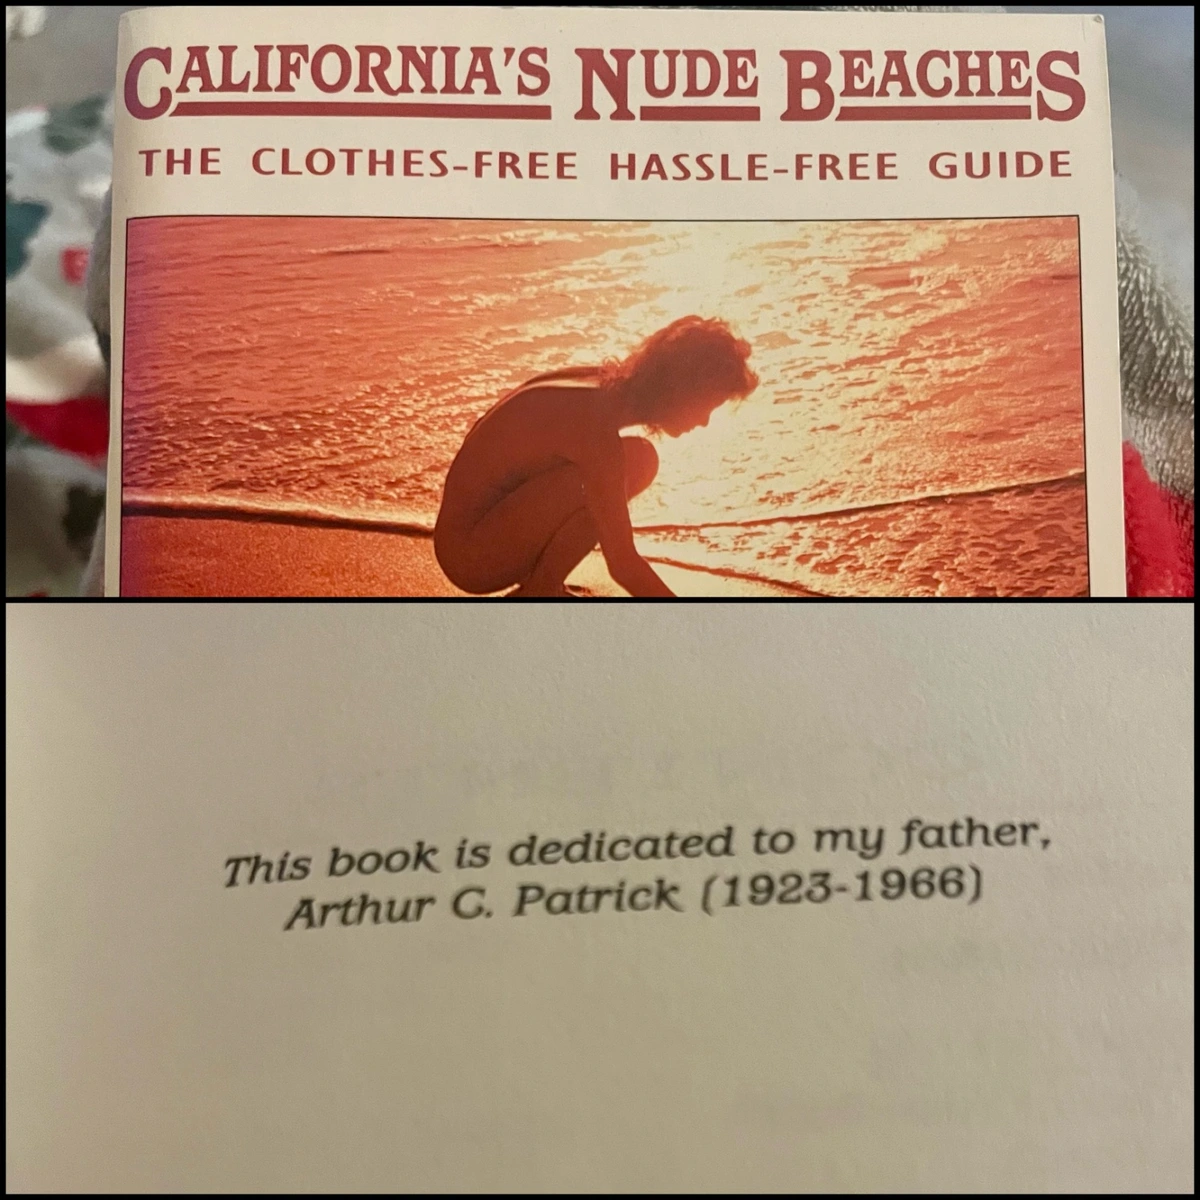 CALIFORNIA'S NUDE BEACHES
THE CLOTHES-FREE HASSLE-FREE GUIDE
This book is dedicated to my father,
Arthur C. Patrick (1923-1966)